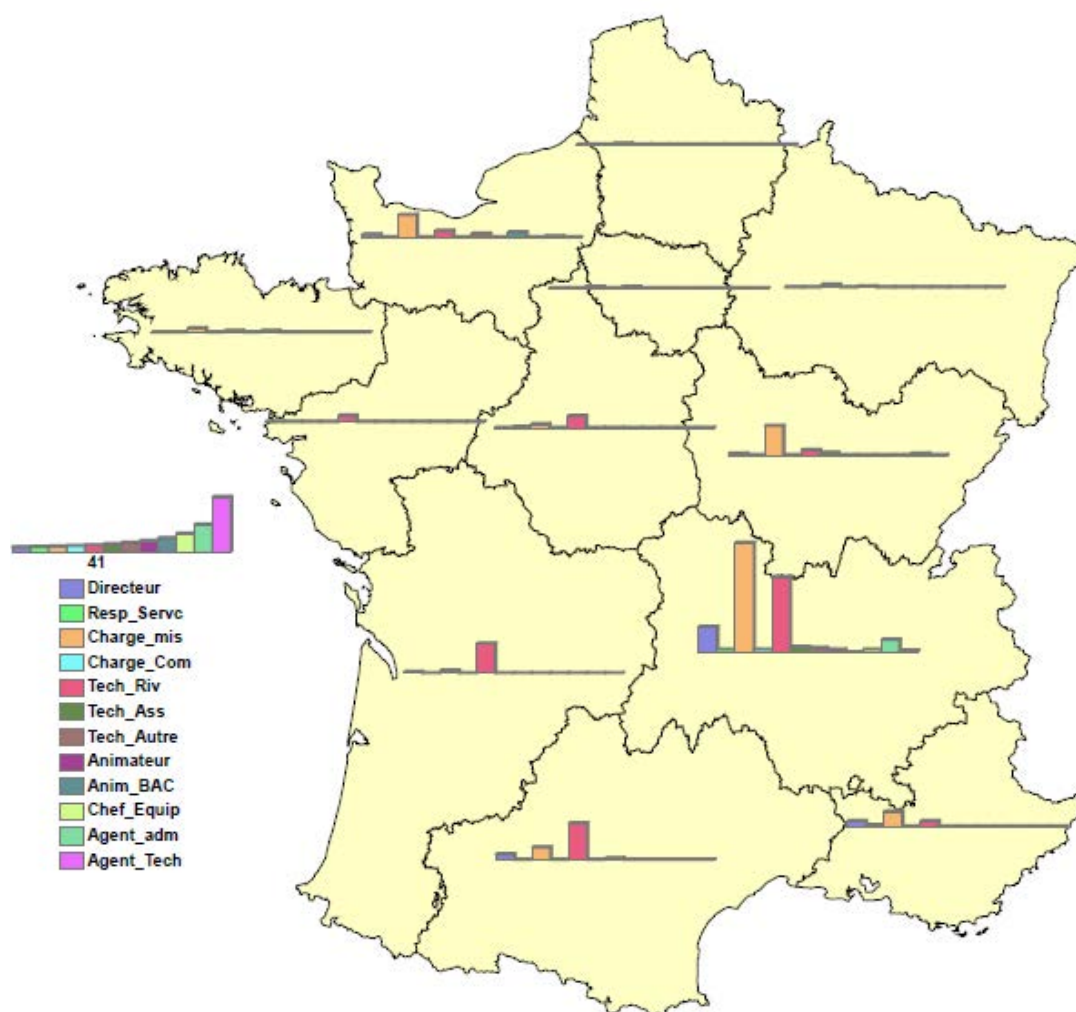 41
Directeur
Resp_Servc
Charge_mis
Charge_Com
Tech_Riv
Tech_Ass
Tech_Autre
Animateur
Anim_BAC
Chef_Equip
Agent_adm
Agent_Tech